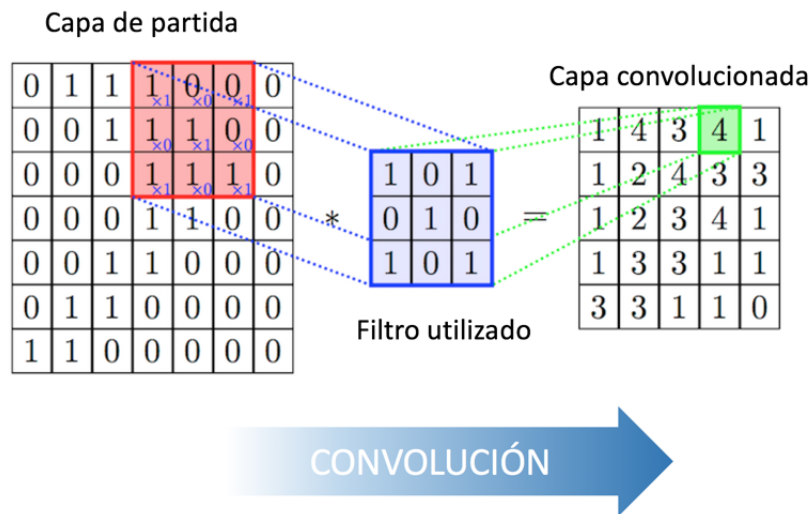 Capa de partida
Capa convolucionada
0 1 1 1×1 0×0 0×1 0
0 0 1 1×0 1×1 0×0 0
0 0 0 1×1 1×0 1×1 0
0 0 0 1 1 0 0
0 0 1 1 0 0 0
0 1 1 0 0 0 0
1 1 0 0 0 0 0
*
1 0 1
0 1 0
1 0 1
Filtro utilizado
=
1 4 3 4 1
1 2 4 3 3
1 2 3 4 1
1 3 3 1 1
3 3 1 1 0
CONVOLUCIÓN